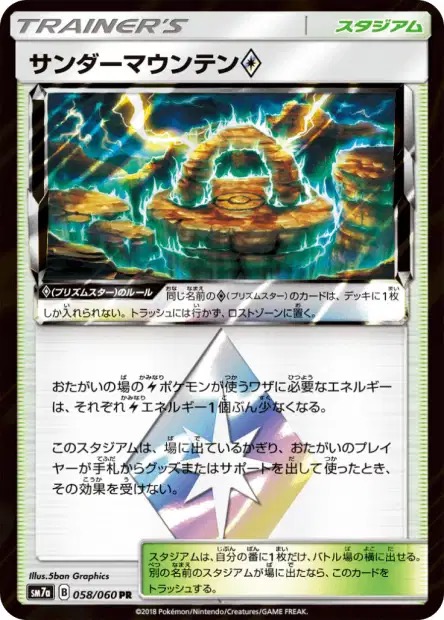 TRAINER'S
スタジアム
サンダーマウンテン◇
◇(プリズムスター)のルール
同じ名前の◇(プリズムスター)のカードは、デッキに1枚
しか入れられない。トラッシュには行かず、ロストゾーンに置く。
おたがいの場のポケモンが使うワザに必要なエネルギー
は、それぞれエネルギー1個ぶん少なくなる。
このスタジアムは、場に出ているかぎり、おたがいのプレイ
ヤーが手札からグッズまたはサポートを出して使ったとき、
その効果を受けない。
スタジアムは、自分の番に1枚だけ、バトル場の横に出せる。
別の名前のスタジアムが場に出たなら、このカードを
トラッシュする。
Illus.5ban Graphics
SM7a B 058/060 PR
©2018 Pokémon/Nintendo/Creatures/GAME FREAK.